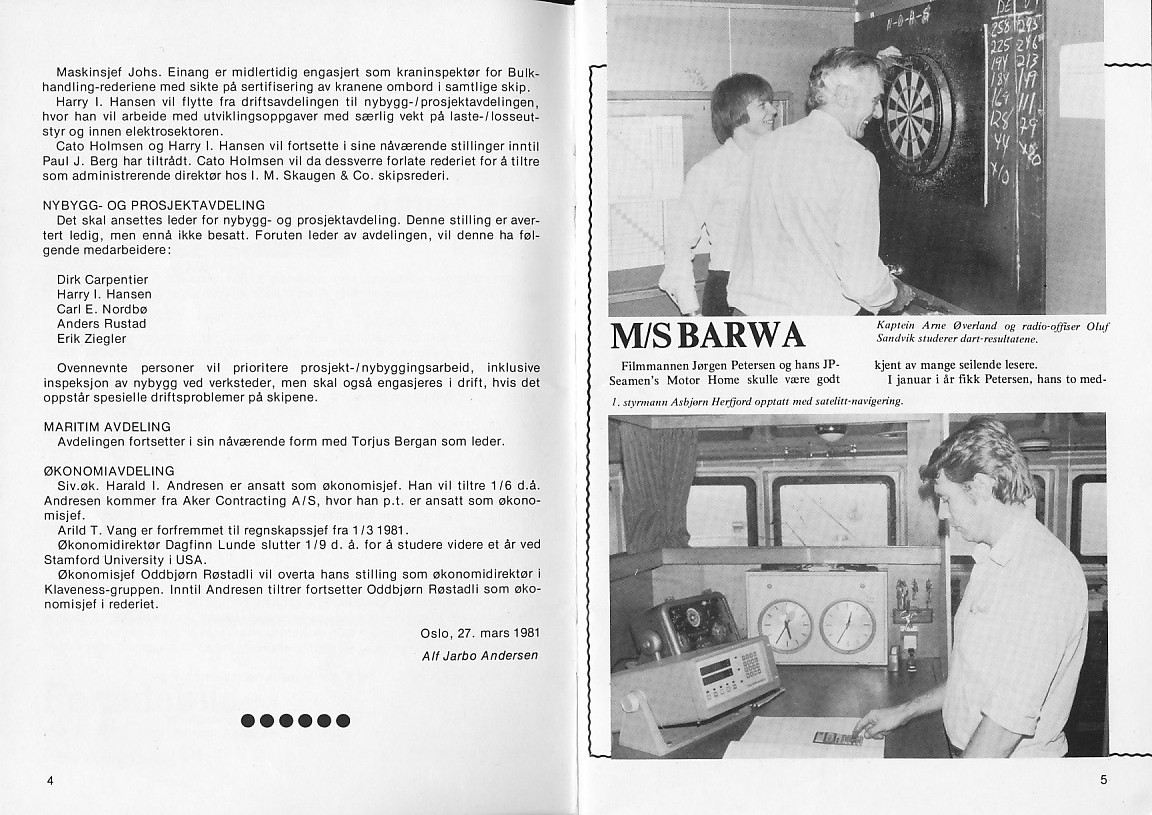 Maskinsjef Johs. Einang er midlertidig engasjert som kraninspektør for Bulk-
handling-rederiene med sikte på sertifisering av kranene ombord i samtlige skip.
Harry I. Hansen vil flytte fra driftsavdelingen til nybygg-/prosjektavdelingen,
hvor han vil arbeide med utviklingsoppgaver med særlig vekt på laste-/losseut-
styr og innen elektrosektoren.
Cato Holmsen og Harry I. Hansen vil fortsette i sine nåværende stillinger inntil
Paul J. Berg har tiltrådt. Cato Holmsen vil da dessverre forlate rederiet for å tiltre
som administrerende direktør hos I. M. Skaugen & Co. skipsrederi.
NYBYGG- OG PROSJEKTAVDELING
Det skal ansettes leder for nybygg- og prosjektavdeling. Denne stilling er aver-
tert ledig, men ennå ikke besatt. Foruten leder av avdelingen, vil denne ha føl-
gende medarbeidere:
Dirk Carpentier
Harry I. Hansen
Carl E. Nordbø
Anders Rustad
Erik Ziegler
Ovennevnte personer vil prioritere prosjekt-/nybyggingsarbeid, inklusive
inspeksjon av nybygg ved verksteder, men skal også engasjeres i drift, hvis det
oppstår spesielle driftsproblemer på skipene.
MARITIM AVDELING
Avdelingen fortsetter i sin nåværende form med Torjus Bergan som leder.
ØKONOMIAVDELING
Siv.øk. Harald I. Andresen er ansatt som økonomisjef. Han vil tiltre 1/6 d.å.
Andresen kommer fra Aker Contracting A/S, hvor han p.t. er ansatt som økono-
misjef.
Arild T. Vang er forfremmet til regnskapssjef fra 1/3 1981.
Økonomidirektør Dagfinn Lunde slutter 1/9 d. å. for å studere videre et år ved
Stamford University i USA.
Økonomisjef Oddbjørn Røstadli vil overta hans stilling som økonomidirektør i
Klaveness-gruppen. Inntil Andresen tiltrer fortsetter Oddbjørn Røstadli som øko-
nomisjef i rederiet.
Oslo, 27. mars 1981
Alf Jarbo Andersen
4
258 295
225 246
M/S BARWA
Kaptein Arne Øverland og radio-offiser Oluf
Sandvik studerer dart-resultatene.
Filmmannen Jørgen Petersen og hans JP-
Seamen's Motor Home skulle være godt
kjent av mange seilende lesere.
I januar i år fikk Petersen, hans to med-
1. styrmann Asbjørn Herfjord opptatt med satelitt-navigering.
5